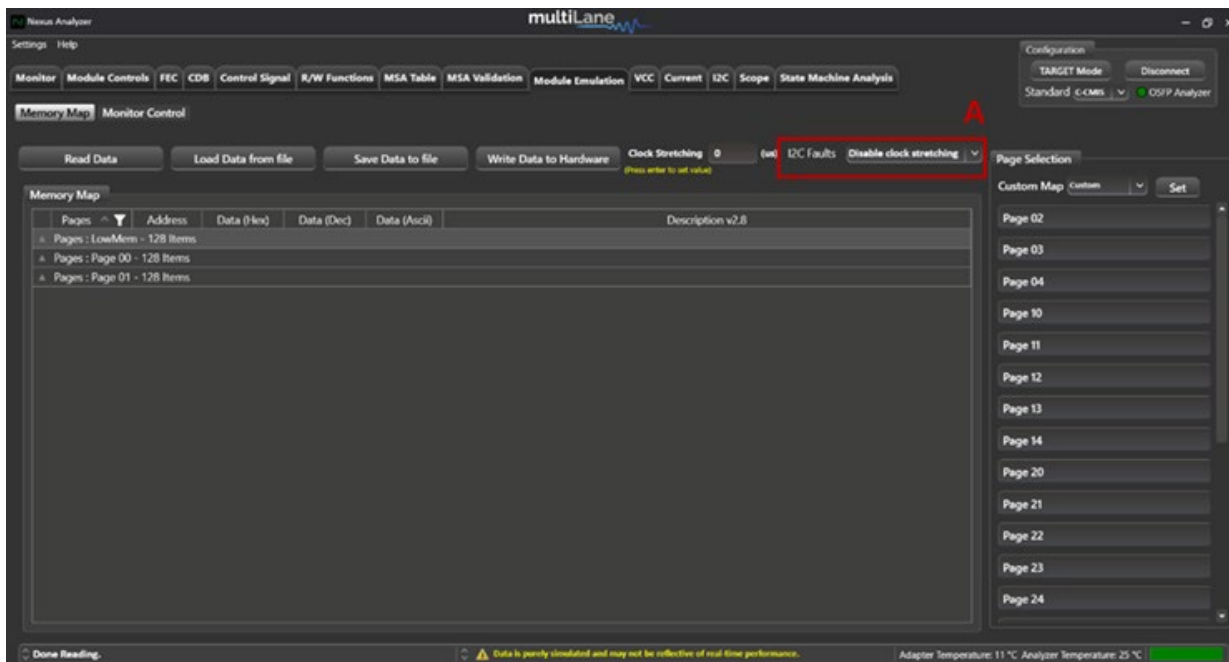 Nexus Analyzer
multiLane
Settings Help
Configuration
TARGET Mode Disconnect
Standard C-CMIS OSFP Analyzer
Monitor Module Controls FEC CDB Control Signal R/W Functions MSA Table MSA Validation Module Emulation VCC Current I2C Scope State Machine Analysis
Memory Map Monitor Control
A
Read Data Load Data from file Save Data to file Write Data to Hardware Clock Stretching 0 (us) I2C Faults Disable clock stretching
(Press enter to set value)
Page Selection
Custom Map Custom Set
Memory Map
Pages Address Data (Hex) Data (Dec) Data (Ascii) Description v2.8
Pages : LowMem - 128 Items
Pages : Page 00 - 128 Items
Pages : Page 01 - 128 Items
Page 02
Page 03
Page 04
Page 10
Page 11
Page 12
Page 13
Page 14
Page 20
Page 21
Page 22
Page 23
Page 24
Done Reading. Data is purely simulated and may not be reflective of real-time performance. Adapter Temperature: 11 °C Analyzer Temperature: 25 °C